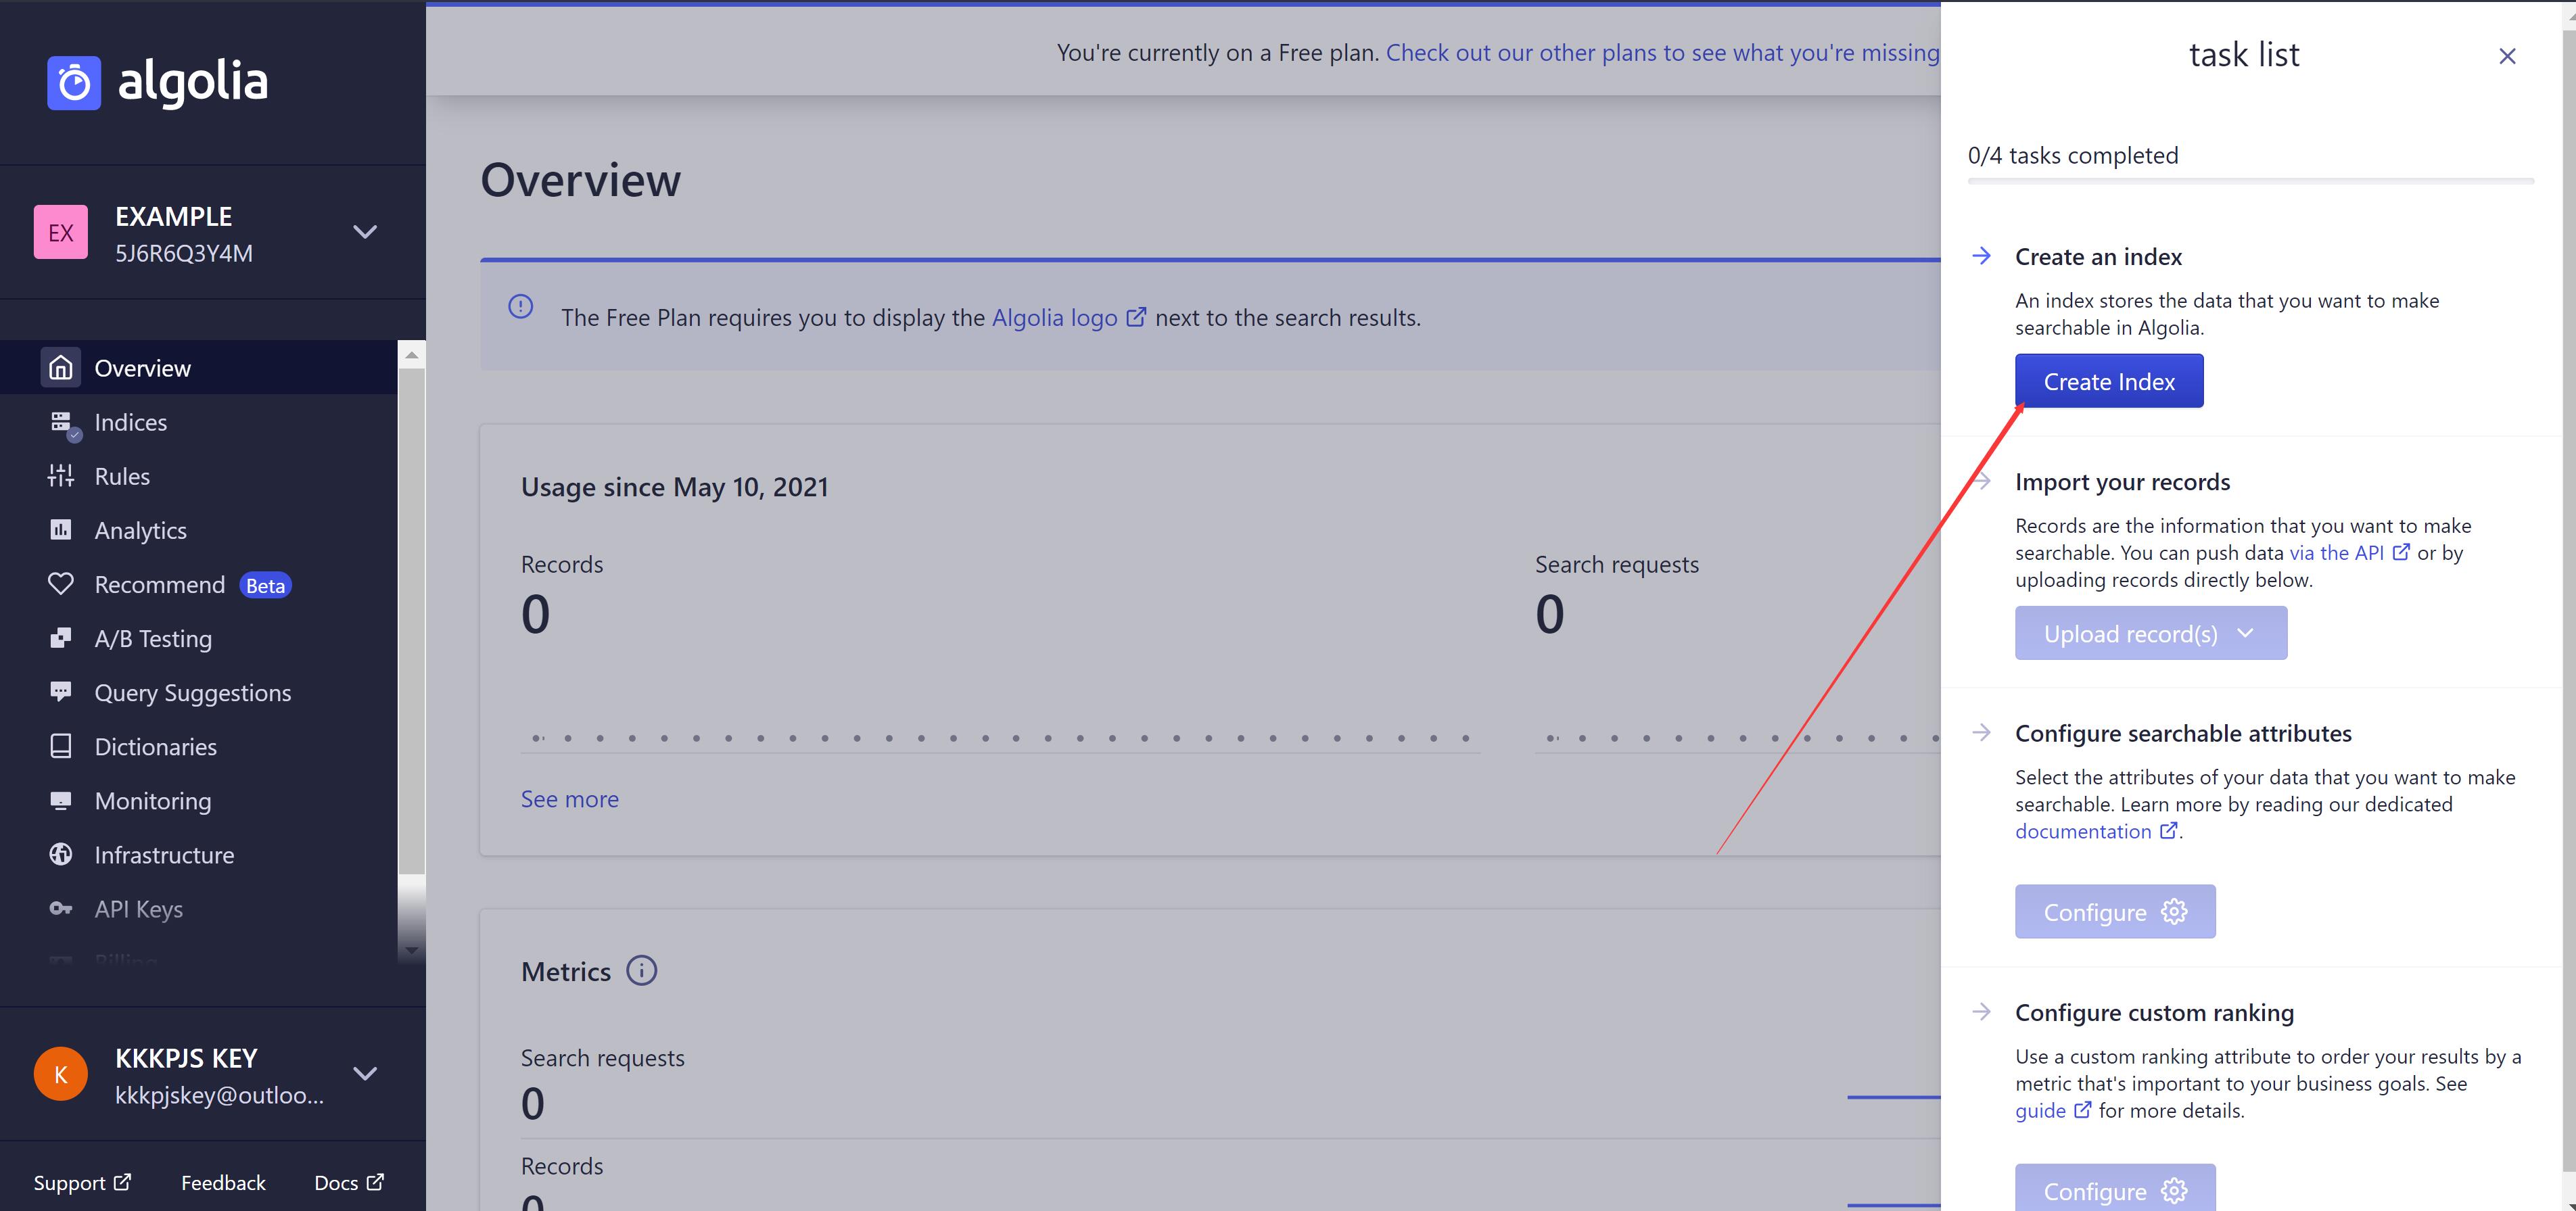 algolia
EX
EXAMPLE
5J6R6Q3Y4M
Overview
Indices
Rules
Analytics
Recommend Beta
A/B Testing
Query Suggestions
Dictionaries
Monitoring
Infrastructure
API Keys
Billing
K
KKKPJS KEY
kkkpjskey@outloo...
Support
Feedback
Docs
You're currently on a Free plan. Check out our other plans to see what you're missing
Overview
The Free Plan requires you to display the Algolia logo next to the search results.
Usage since May 10, 2021
Records
0
Search requests
0
See more
Metrics
Search requests
0
Records
0
task list
0/4 tasks completed
Create an index
An index stores the data that you want to make
searchable in Algolia.
Create Index
Import your records
Records are the information that you want to make
searchable. You can push data via the API or by
uploading records directly below.
Upload record(s)
Configure searchable attributes
Select the attributes of your data that you want to make
searchable. Learn more by reading our dedicated
documentation.
Configure
Configure custom ranking
Use a custom ranking attribute to order your results by a
metric that's important to your business goals. See
guide for more details.
Configure